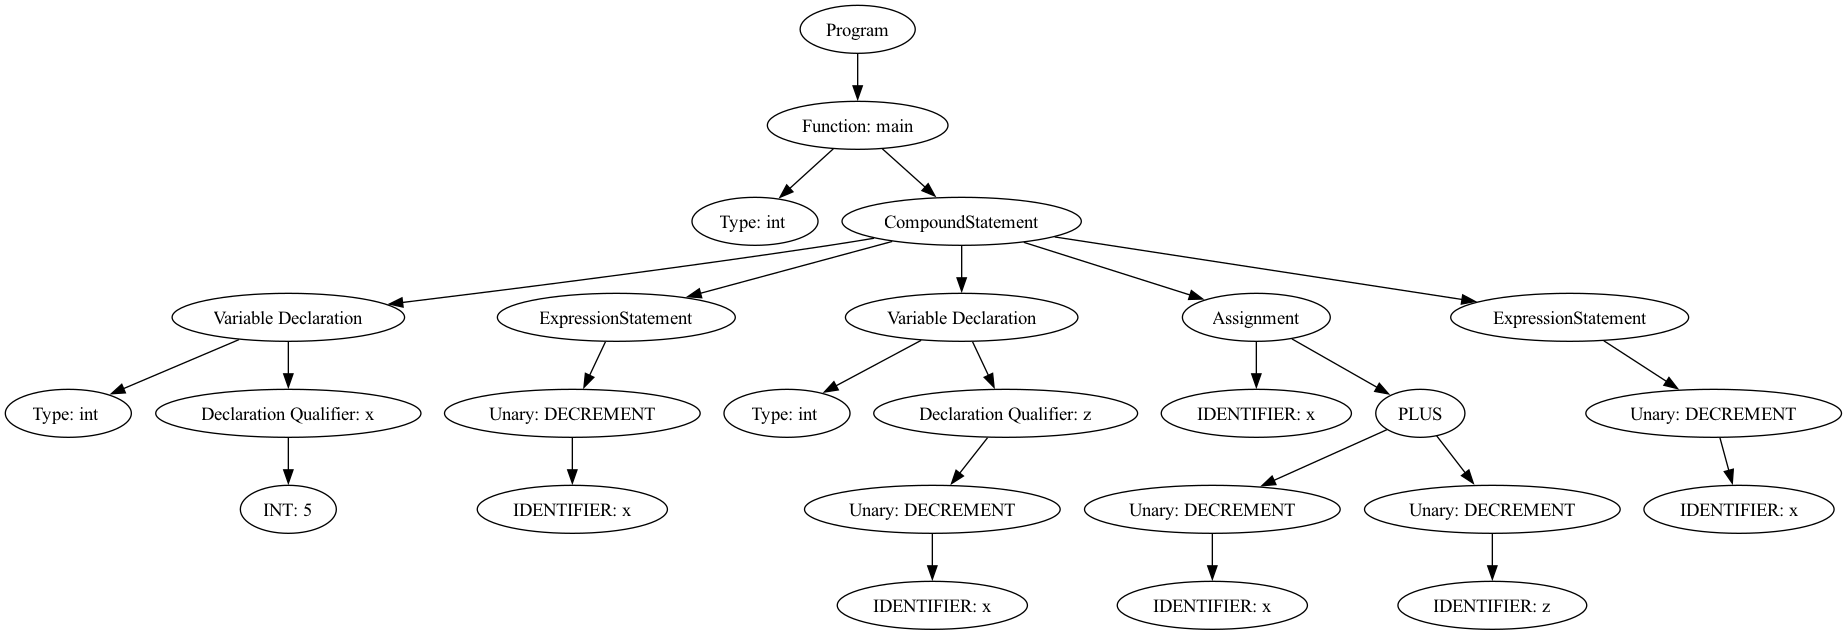 Program
Function: main
Type: int
CompoundStatement
Variable Declaration
ExpressionStatement
Variable Declaration
Assignment
ExpressionStatement
Type: int
Declaration Qualifier: x
Unary: DECREMENT
Type: int
Declaration Qualifier: z
IDENTIFIER: x
PLUS
Unary: DECREMENT
INT: 5
IDENTIFIER: x
Unary: DECREMENT
Unary: DECREMENT
Unary: DECREMENT
IDENTIFIER: x
IDENTIFIER: x
IDENTIFIER: x
IDENTIFIER: z